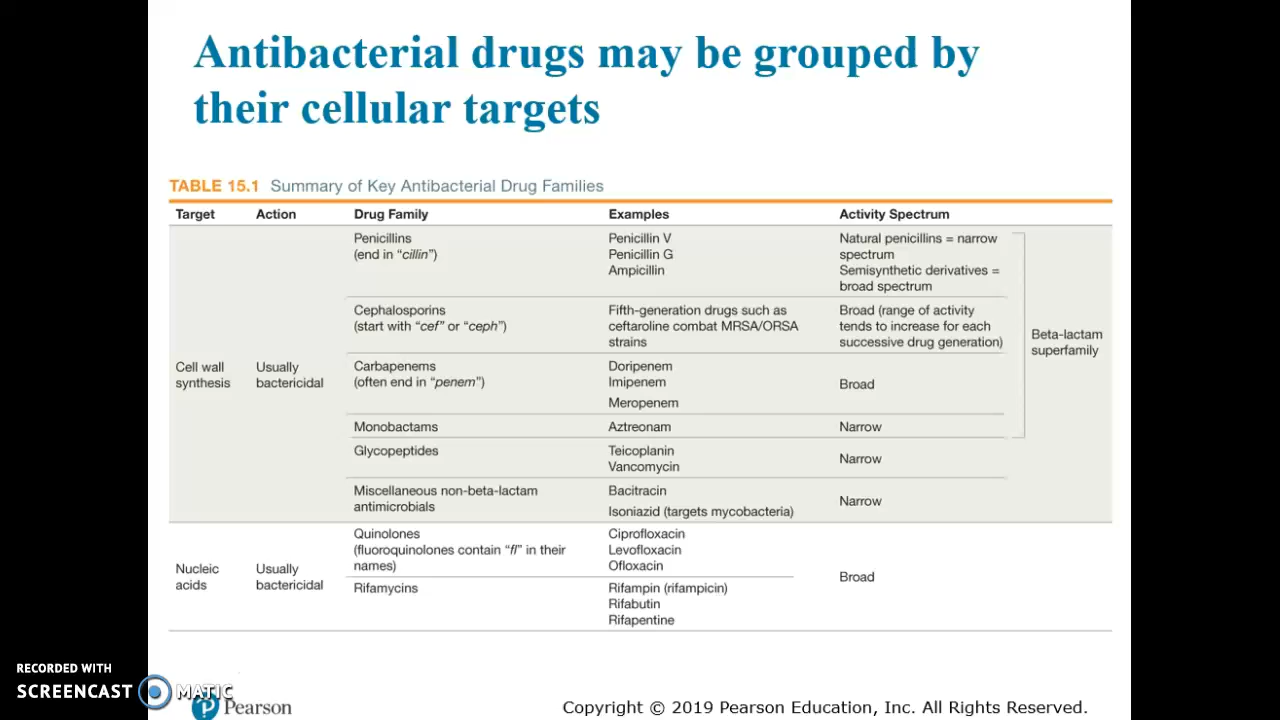 Antibacterial drugs may be grouped by
their cellular targets
TABLE 15.1 Summary of Key Antibacterial Drug Families
Target Action Drug Family Examples Activity Spectrum
Cell wall
synthesis
Usually
bactericidal
Penicillins
(end in “cillin”)
Penicillin V
Penicillin G
Ampicillin
Natural penicillins = narrow
spectrum
Semisynthetic derivatives =
broad spectrum
Cephalosporins
(start with “cef” or “ceph”)
Fifth-generation drugs such as
ceftaroline combat MRSA/ORSA
strains
Broad (range of activity
tends to increase for each
successive drug generation)
Carbapenems
(often end in “penem”)
Doripenem
Imipenem
Meropenem
Broad
Monobactams
Aztreonam
Narrow
Beta-lactam
superfamily
Glycopeptides
Teicoplanin
Vancomycin
Narrow
Miscellaneous non-beta-lactam
antimicrobials
Bacitracin
Isoniazid (targets mycobacteria)
Narrow
Nucleic
acids
Usually
bactericidal
Quinolones
(fluoroquinolones contain “fl” in their
names)
Ciprofloxacin
Levofloxacin
Ofloxacin
Broad
Rifamycins
Rifampin (rifampicin)
Rifabutin
Rifapentine
RECORDED WITH
SCREENCAST MATIC
P Pearson
Copyright © 2019 Pearson Education, Inc. All Rights Reserved.